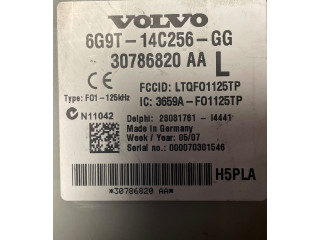 VOLVO
6G9T-14C256-GG
30786820 AA L
CE FCCID: LTQFO1125TP
Type: F01-125kHz IC: 3659A-FO1125TP
N11042 Delphi: 28081761 - I4441
Made in Germany
Week / Year: 05/07
Serial no.: 000070301546
H5PLA
*30786820 AA*